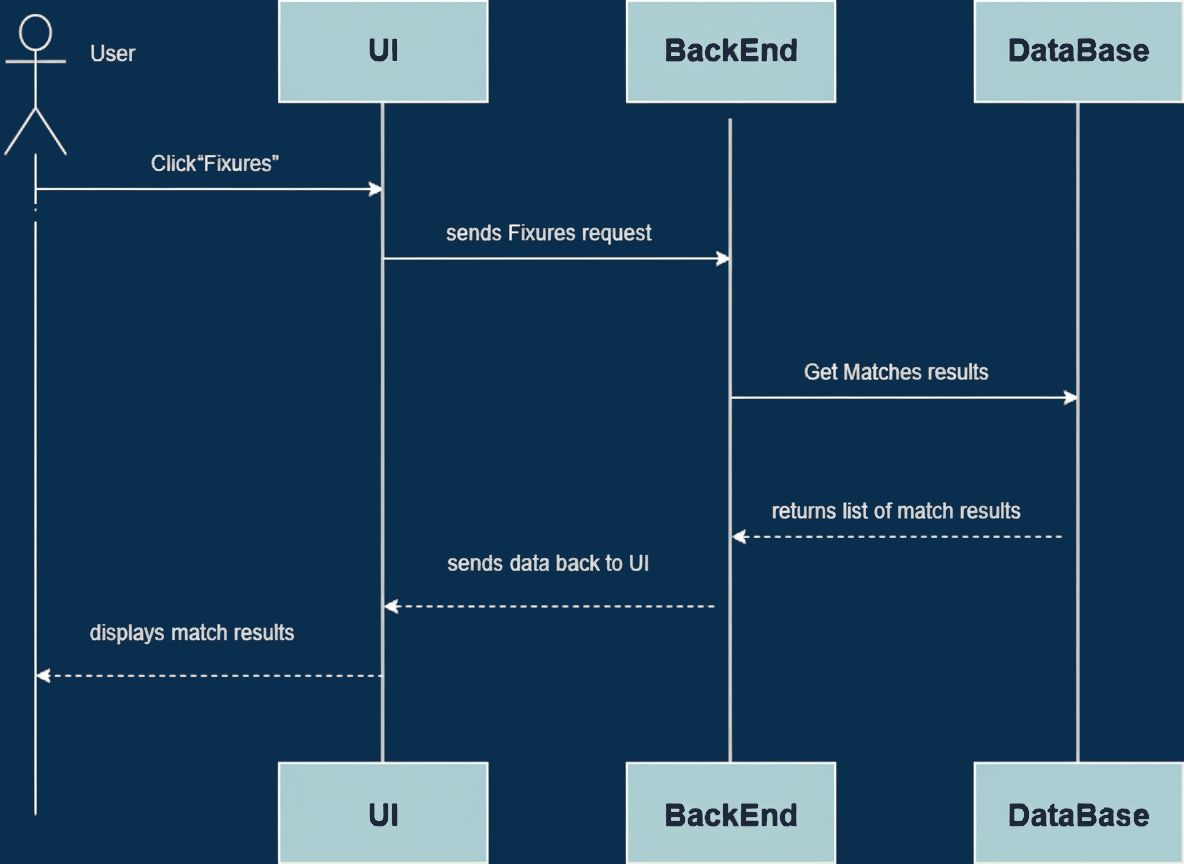 User
UI
BackEnd
DataBase
Click“Fixures”
sends Fixures request
Get Matches results
returns list of match results
sends data back to UI
displays match results
UI
BackEnd
DataBase